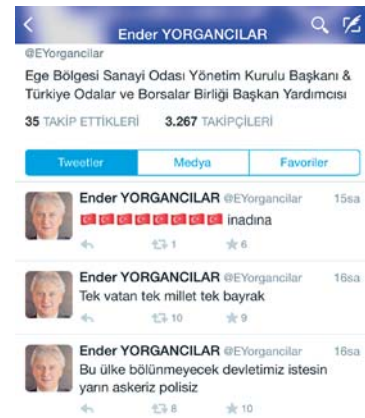 Ender YORGANCILAR
@EYorgancilar
Ege Bölgesi Sanayi Odası Yönetim Kurulu Başkanı &
Türkiye Odalar ve Borsalar Birliği Başkan Yardımcısı
35 TAKİP ETTİKLERİ 3.267 TAKİPÇİLERİ
Tweetler Medya Favoriler
Ender YORGANCILAR @EYorgancilar 15sa
inadına
1 6
Ender YORGANCILAR @EYorgancilar 16sa
Tek vatan tek millet tek bayrak
10 9
Ender YORGANCILAR @EYorgancilar 16sa
Bu ülke bölünmeyecek devletimiz istesin
yarın askeriz polisiz
8 10